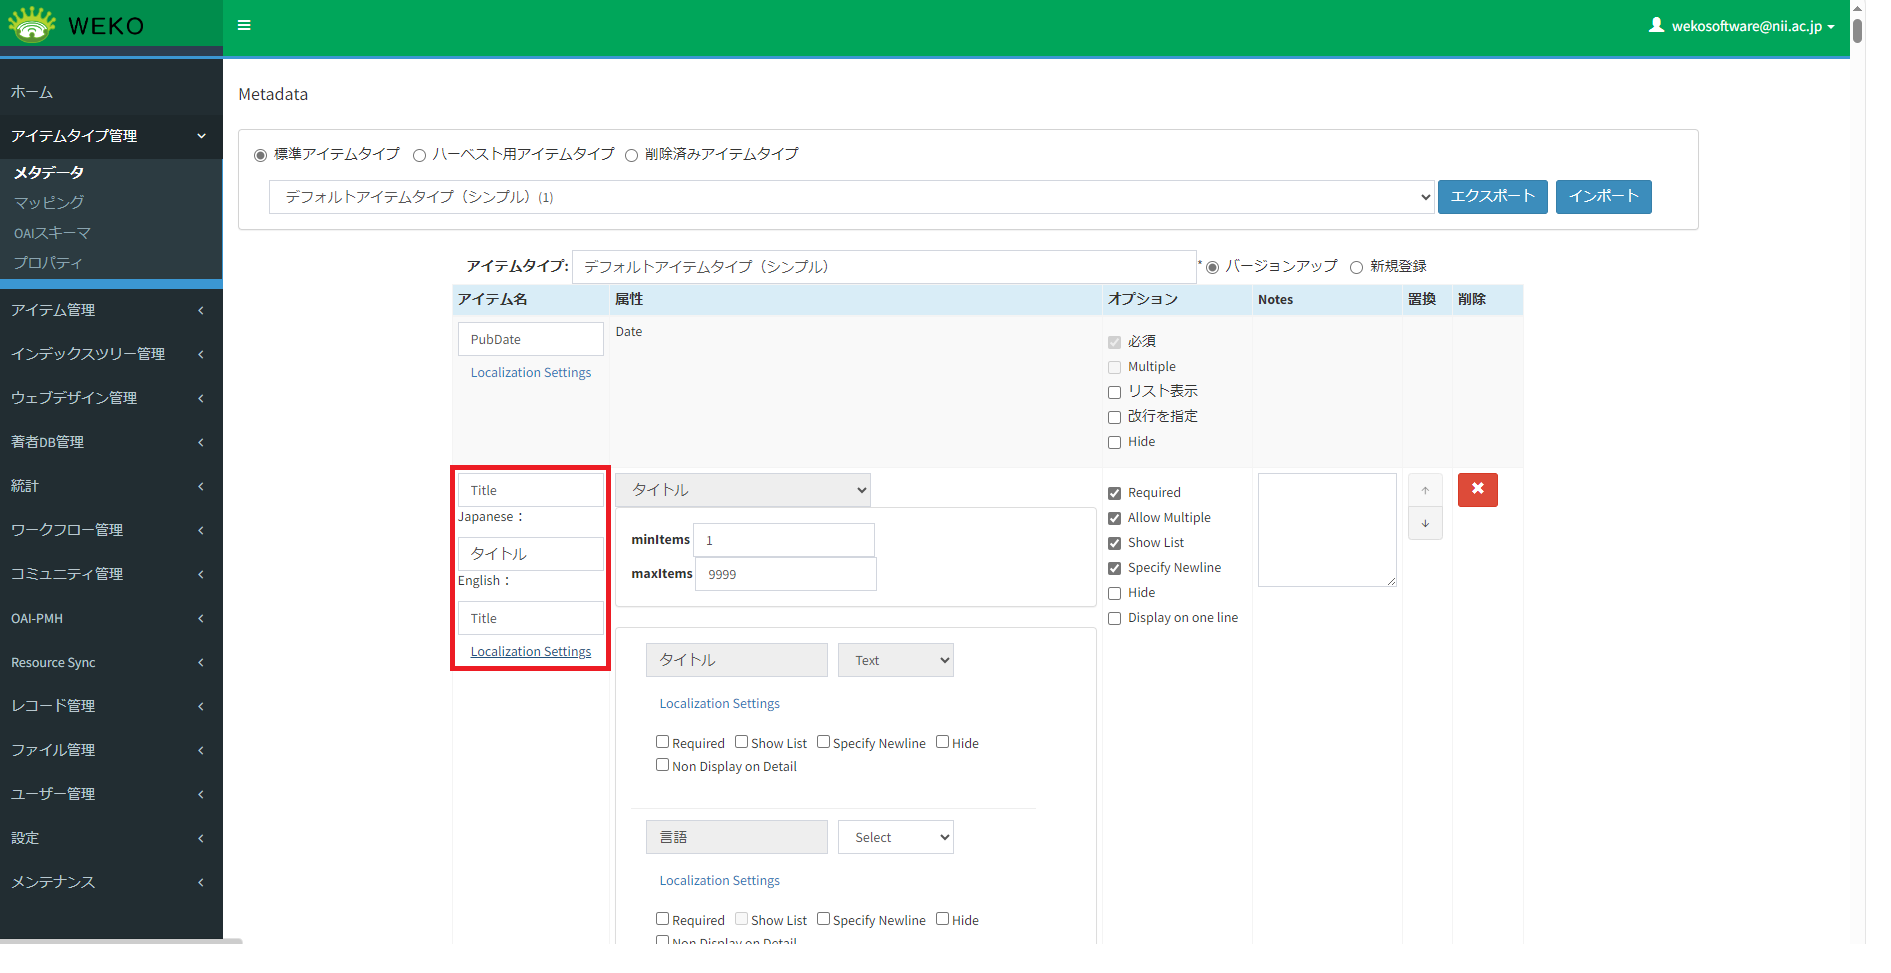 WEKO
wekosoftware@nii.ac.jp
ホーム
アイテムタイプ管理
メタデータ
マッピング
OAIスキーマ
プロパティ
アイテム管理
インデックスツリー管理
ウェブデザイン管理
著者DB管理
統計
ワークフロー管理
コミュニティ管理
OAI-PMH
Resource Sync
レコード管理
ファイル管理
ユーザー管理
設定
メンテナンス
Metadata
標準アイテムタイプ ハーベスト用アイテムタイプ 削除済みアイテムタイプ
デフォルトアイテムタイプ（シンプル）(1) エクスポート インポート
アイテムタイプ: デフォルトアイテムタイプ（シンプル） * バージョンアップ 新規登録
アイテム名 属性 オプション Notes 置換 削除
PubDate
Localization Settings
Date
必須
Multiple
リスト表示
改行を指定
Hide
Title
Japanese：
タイトル
English：
Title
Localization Settings
タイトル
minItems 1
maxItems 9999
タイトル Text
Localization Settings
Required Show List Specify Newline Hide
Non Display on Detail
言語 Select
Localization Settings
Required Show List Specify Newline Hide
Non Display on Detail
Required
Allow Multiple
Show List
Specify Newline
Hide
Display on one line